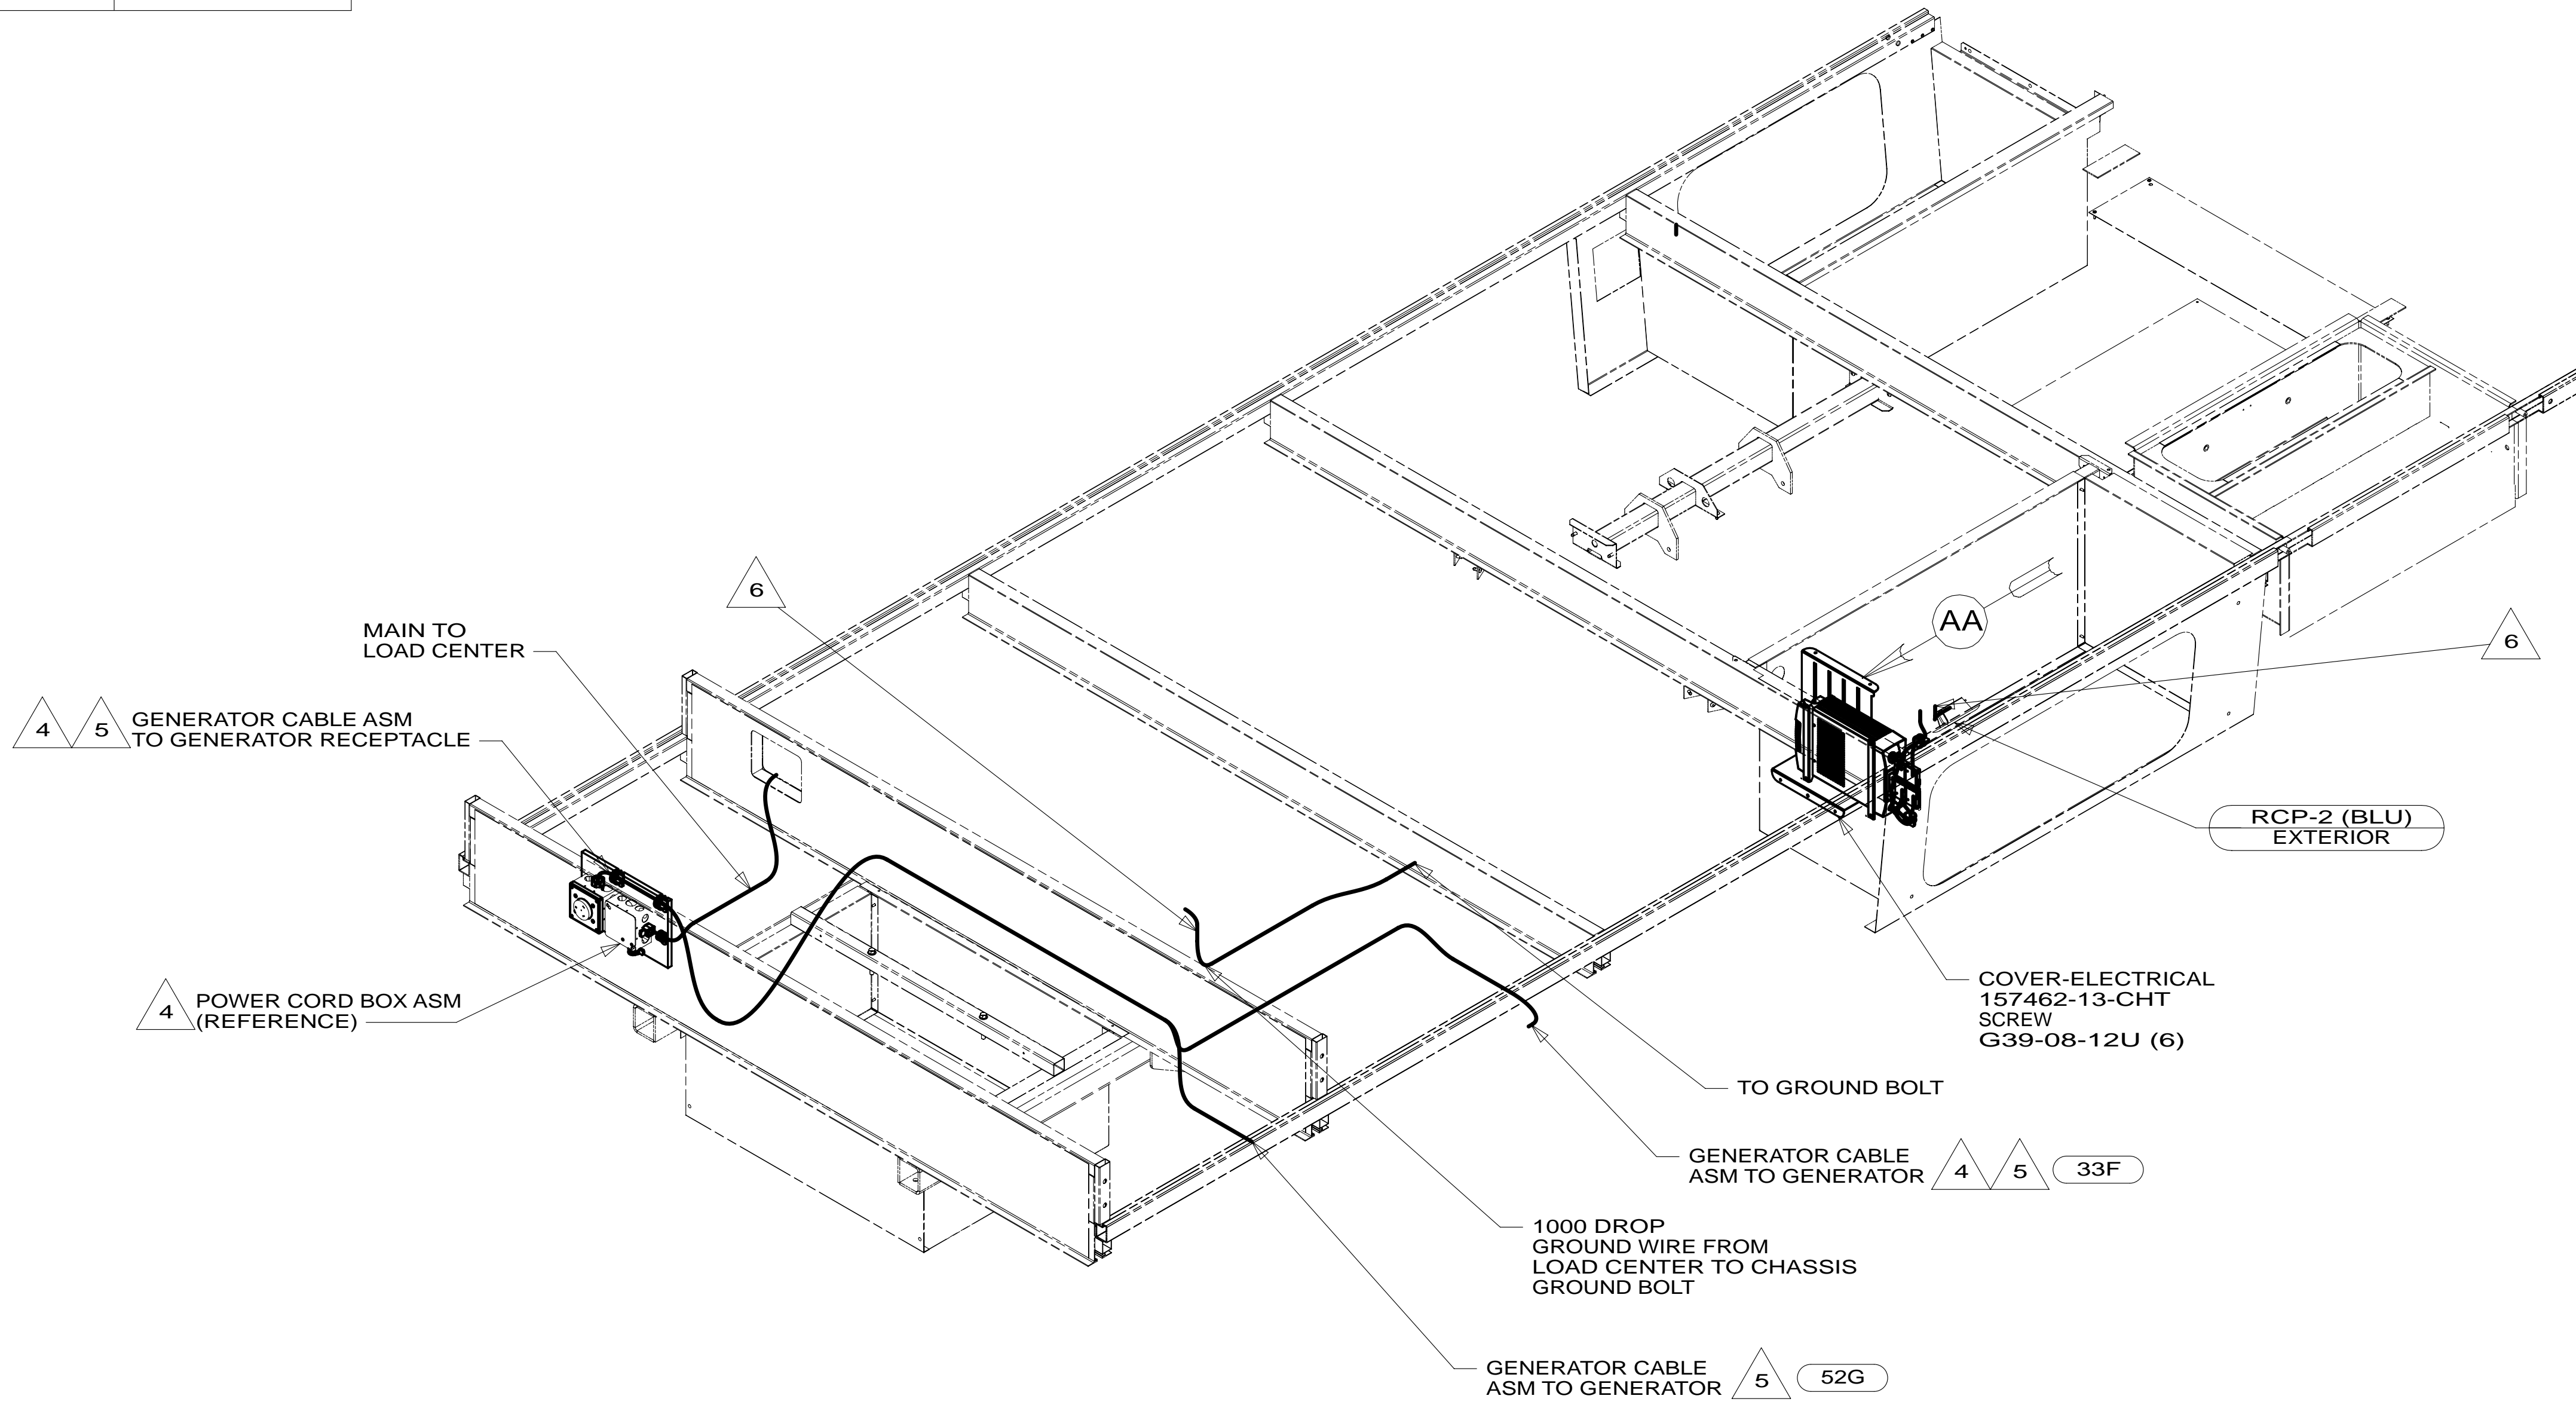 6
MAIN TO
LOAD CENTER
AA
6
4 5 GENERATOR CABLE ASM
TO GENERATOR RECEPTACLE
RCP-2 (BLU)
EXTERIOR
4 POWER CORD BOX ASM
(REFERENCE)
COVER-ELECTRICAL
157462-13-CHT
SCREW
G39-08-12U (6)
TO GROUND BOLT
GENERATOR CABLE
ASM TO GENERATOR 4 5 33F
1000 DROP
GROUND WIRE FROM
LOAD CENTER TO CHASSIS
GROUND BOLT
GENERATOR CABLE
ASM TO GENERATOR 5 52G